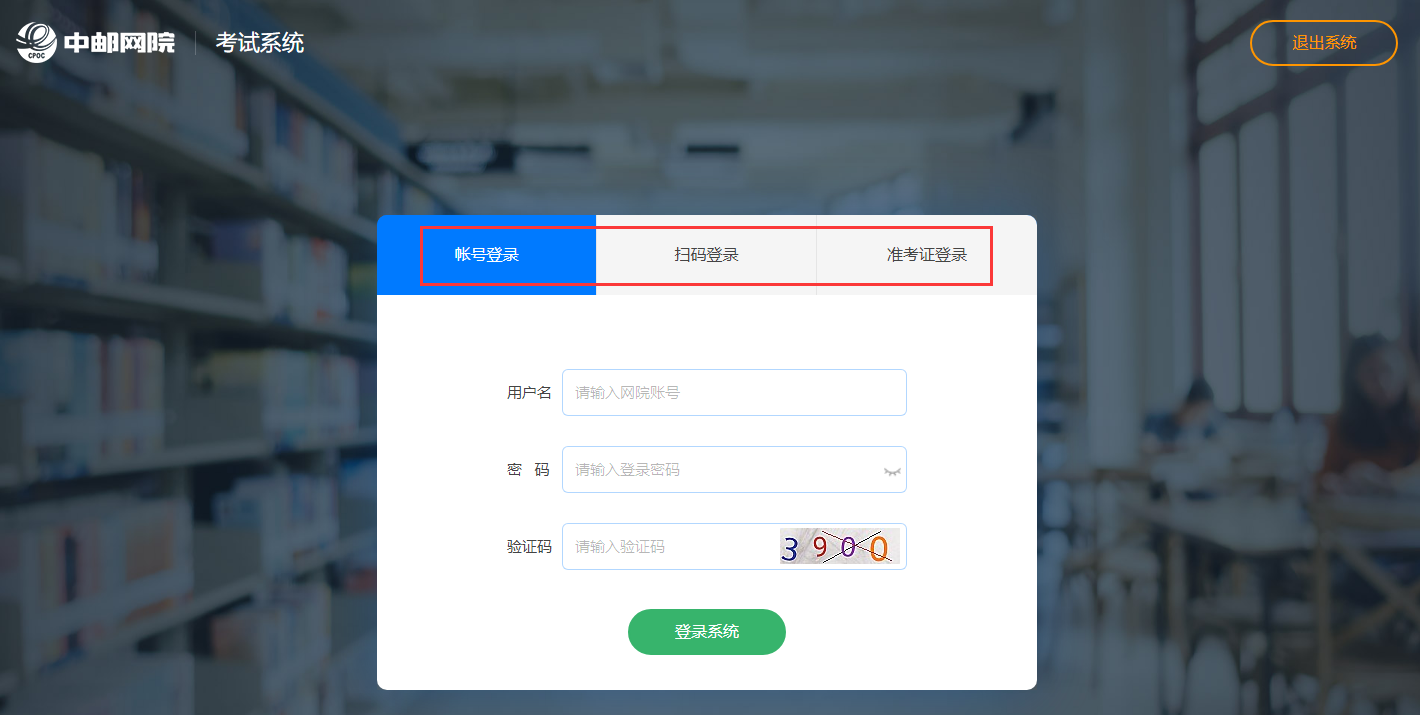 CPOC 中邮网院 考试系统 退出系统
帐号登录 扫码登录 准考证登录
用户名 请输入网院账号
密 码 请输入登录密码
验证码 请输入验证码 3900
登录系统